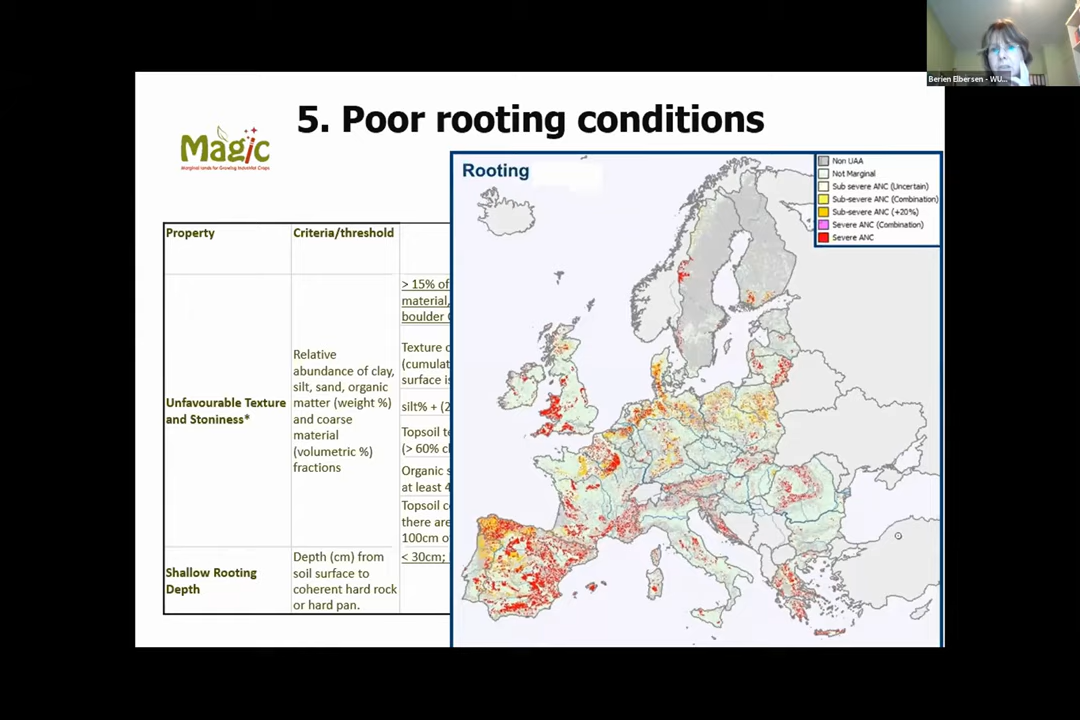 Berien Elbersen - WU...
5. Poor rooting conditions
Magic
Marginal lands for Growing Industrial Crops
Rooting
Non UAA
Not Marginal
Sub severe ANC (Uncertain)
Sub-severe ANC (Combination)
Sub-severe ANC (+20%)
Severe ANC (Combination)
Severe ANC
Property
Criteria/threshold
> 15% of
material,
boulder
Unfavourable Texture
and Stoniness*
Relative
abundance of clay,
silt, sand, organic
matter (weight %)
and coarse
material
(volumetric %)
fractions
Texture
(cumulat
surface is
silt% + (2
Topsoil te
(> 60% cl
Organic s
at least 4
Topsoil c
there are
100cm o
Shallow Rooting
Depth
Depth (cm) from
soil surface to
coherent hard rock
or hard pan.
< 30cm;